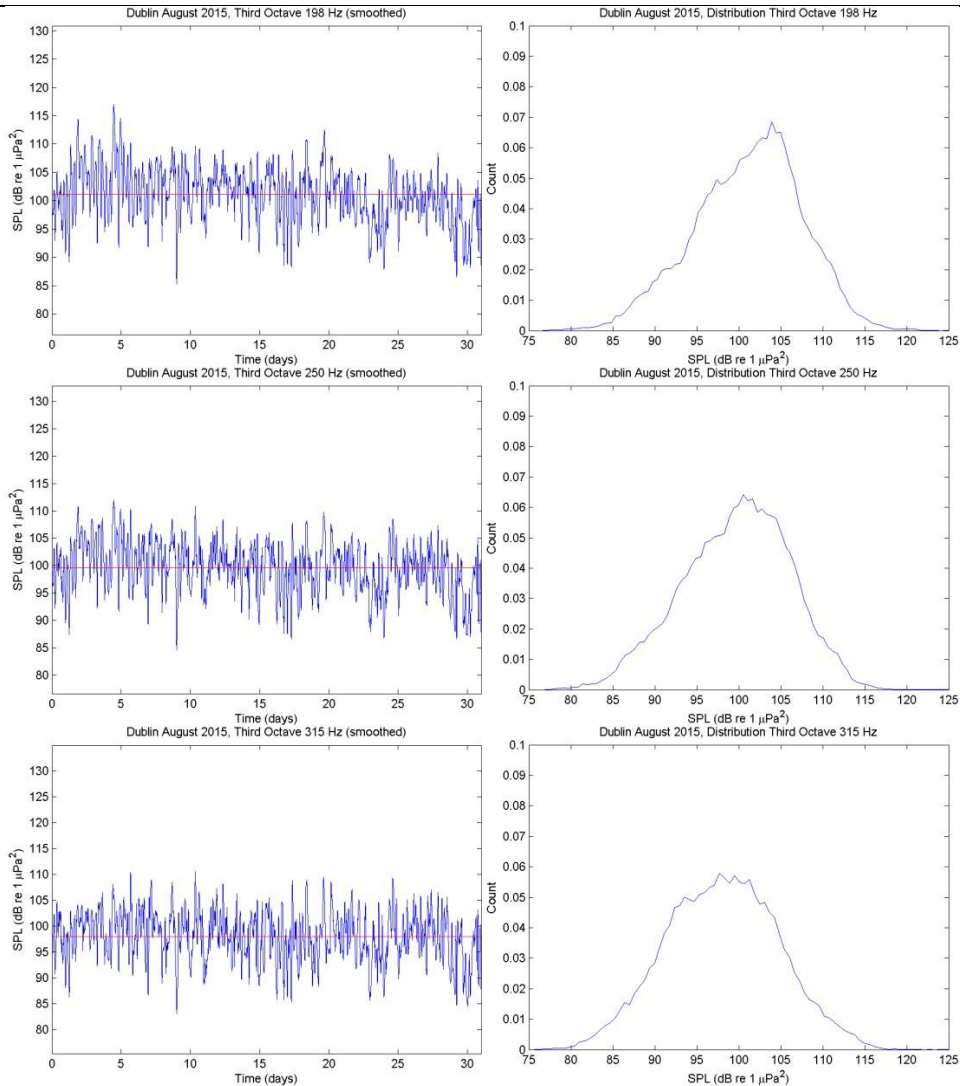 Dublin August 2015, Third Octave 198 Hz (smoothed)
130
125
120
115
110
105
100
95
90
85
80
SPL (dB re 1 μPa²)
0 5 10 15 20 25 30
Time (days)
Dublin August 2015, Distribution Third Octave 198 Hz
0.1
0.09
0.08
0.07
0.06
0.05
0.04
0.03
0.02
0.01
0
Count
75 80 85 90 95 100 105 110 115 120 125
SPL (dB re 1 μPa²)
Dublin August 2015, Third Octave 250 Hz (smoothed)
130
125
120
115
110
105
100
95
90
85
80
SPL (dB re 1 μPa²)
0 5 10 15 20 25 30
Time (days)
Dublin August 2015, Distribution Third Octave 250 Hz
0.1
0.09
0.08
0.07
0.06
0.05
0.04
0.03
0.02
0.01
0
Count
75 80 85 90 95 100 105 110 115 120 125
SPL (dB re 1 μPa²)
Dublin August 2015, Third Octave 315 Hz (smoothed)
130
125
120
115
110
105
100
95
90
85
80
SPL (dB re 1 μPa²)
0 5 10 15 20 25 30
Time (days)
Dublin August 2015, Distribution Third Octave 315 Hz
0.1
0.09
0.08
0.07
0.06
0.05
0.04
0.03
0.02
0.01
0
Count
75 80 85 90 95 100 105 110 115 120 125
SPL (dB re 1 μPa²)